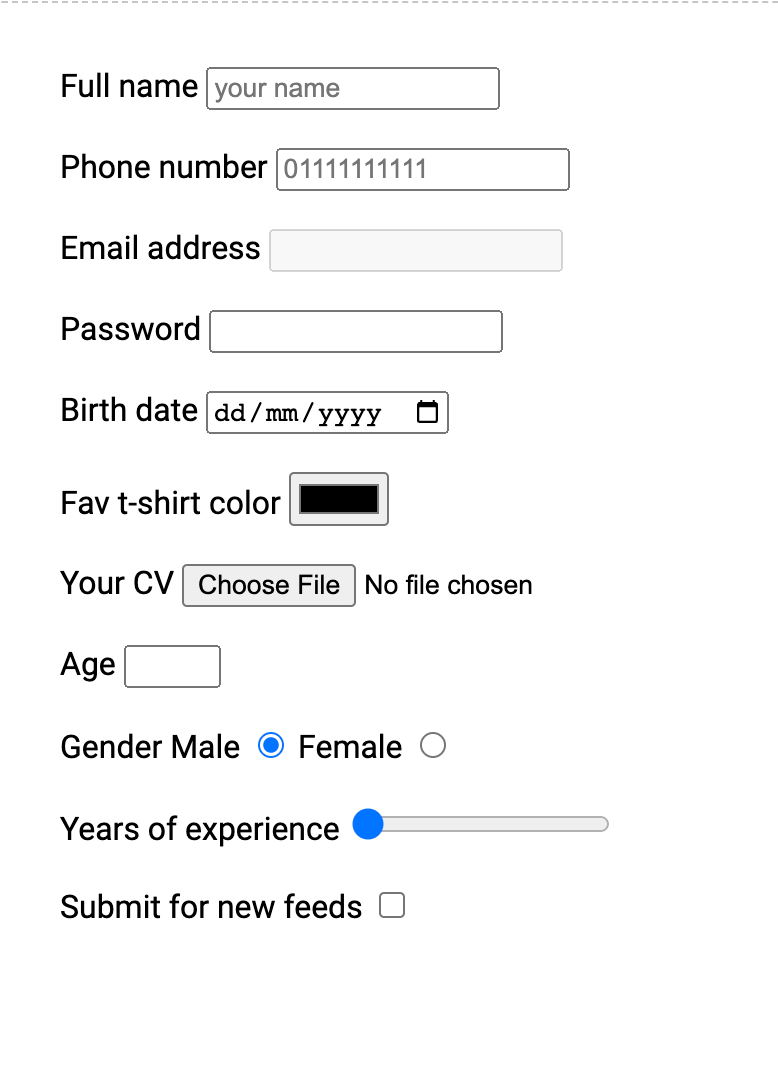 Full name your name
Phone number 01111111111
Email address
Password
Birth date dd/mm/yyyy
Fav t-shirt color
Your CV Choose File No file chosen
Age
Gender Male Female
Years of experience
Submit for new feeds